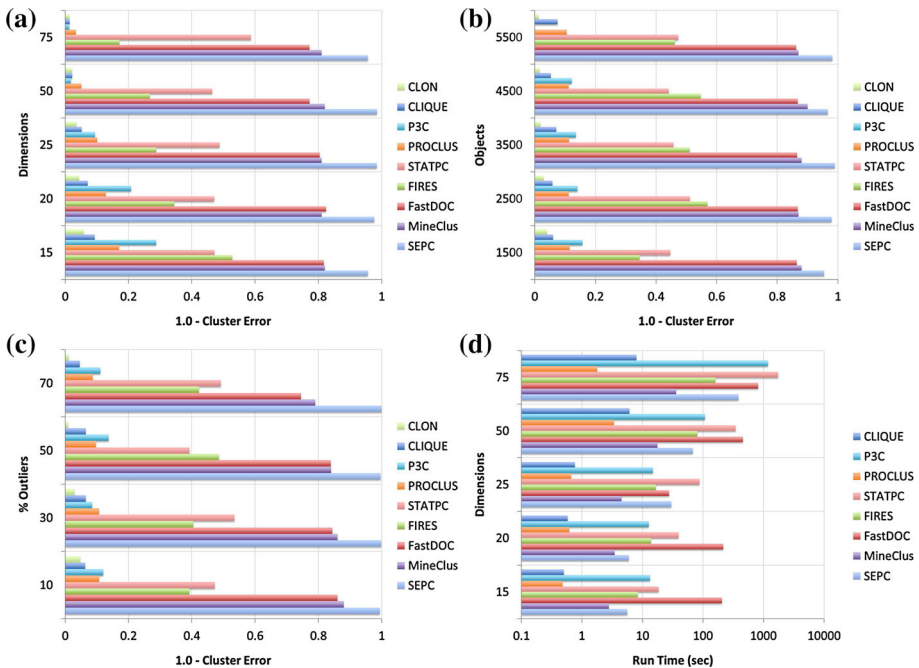 (a)
Dimensions
75
50
25
20
15
0
0.2
0.4
0.6
0.8
1
1.0 - Cluster Error
CLON
CLIQUE
P3C
PROCLUS
STATPC
FIRES
FastDOC
MineClus
SEPC
(b)
Objects
5500
4500
3500
2500
1500
0
0.2
0.4
0.6
0.8
1
1.0 - Cluster Error
CLON
CLIQUE
P3C
PROCLUS
STATPC
FIRES
FastDOC
MineClus
SEPC
(c)
% Outliers
70
50
30
10
0
0.2
0.4
0.6
0.8
1
1.0 - Cluster Error
CLON
CLIQUE
P3C
PROCLUS
STATPC
FIRES
FastDOC
MineClus
SEPC
(d)
Dimensions
75
50
25
20
15
0.1
1
10
100
1000
10000
Run Time (sec)
CLIQUE
P3C
PROCLUS
STATPC
FIRES
FastDOC
MineClus
SEPC